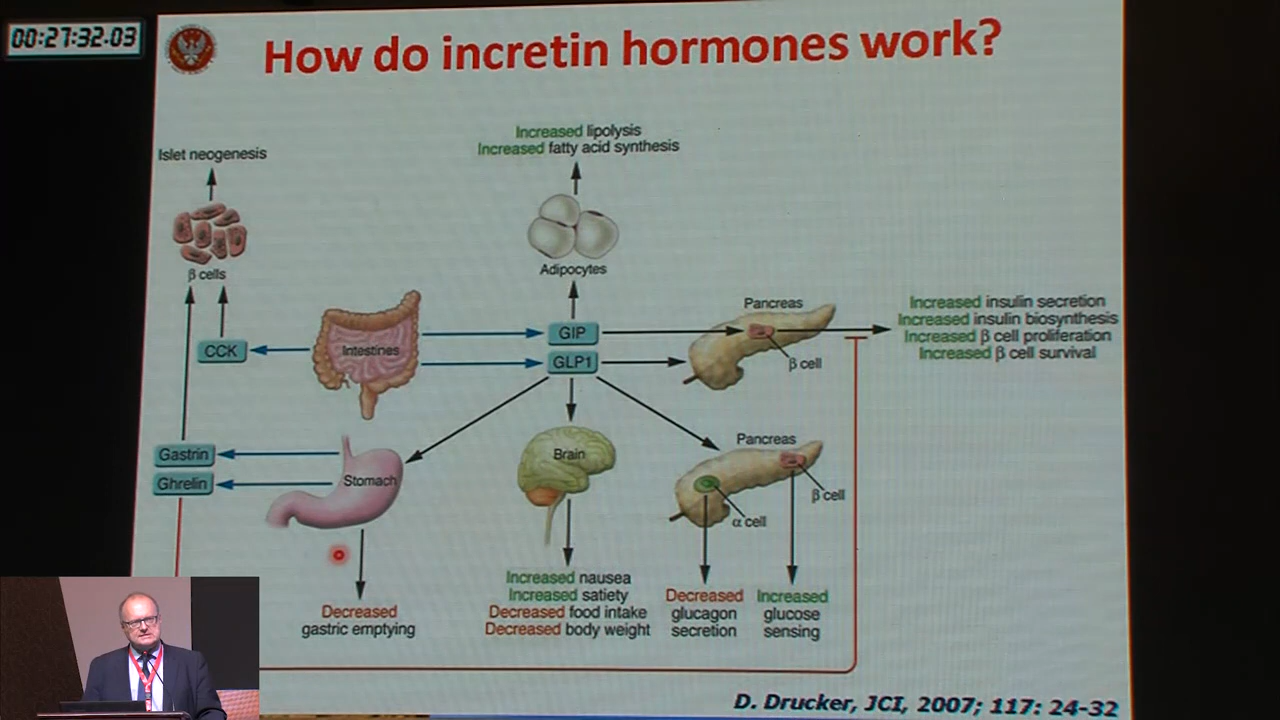 00:27:32.03
How do incretin hormones work?
Increased lipolysis
Increased fatty acid synthesis
Islet neogenesis
β cells
Adipocytes
Pancreas
Increased insulin secretion
Increased insulin biosynthesis
Increased β cell proliferation
Increased β cell survival
CCK
Intestines
GIP
GLP1
β cell
Gastrin
Ghrelin
Stomach
Brain
Pancreas
β cell
α cell
Decreased
gastric emptying
Increased nausea
Increased satiety
Decreased food intake
Decreased body weight
Decreased
glucagon
secretion
Increased
glucose
sensing
D. Drucker, JCI, 2007; 117: 24-32